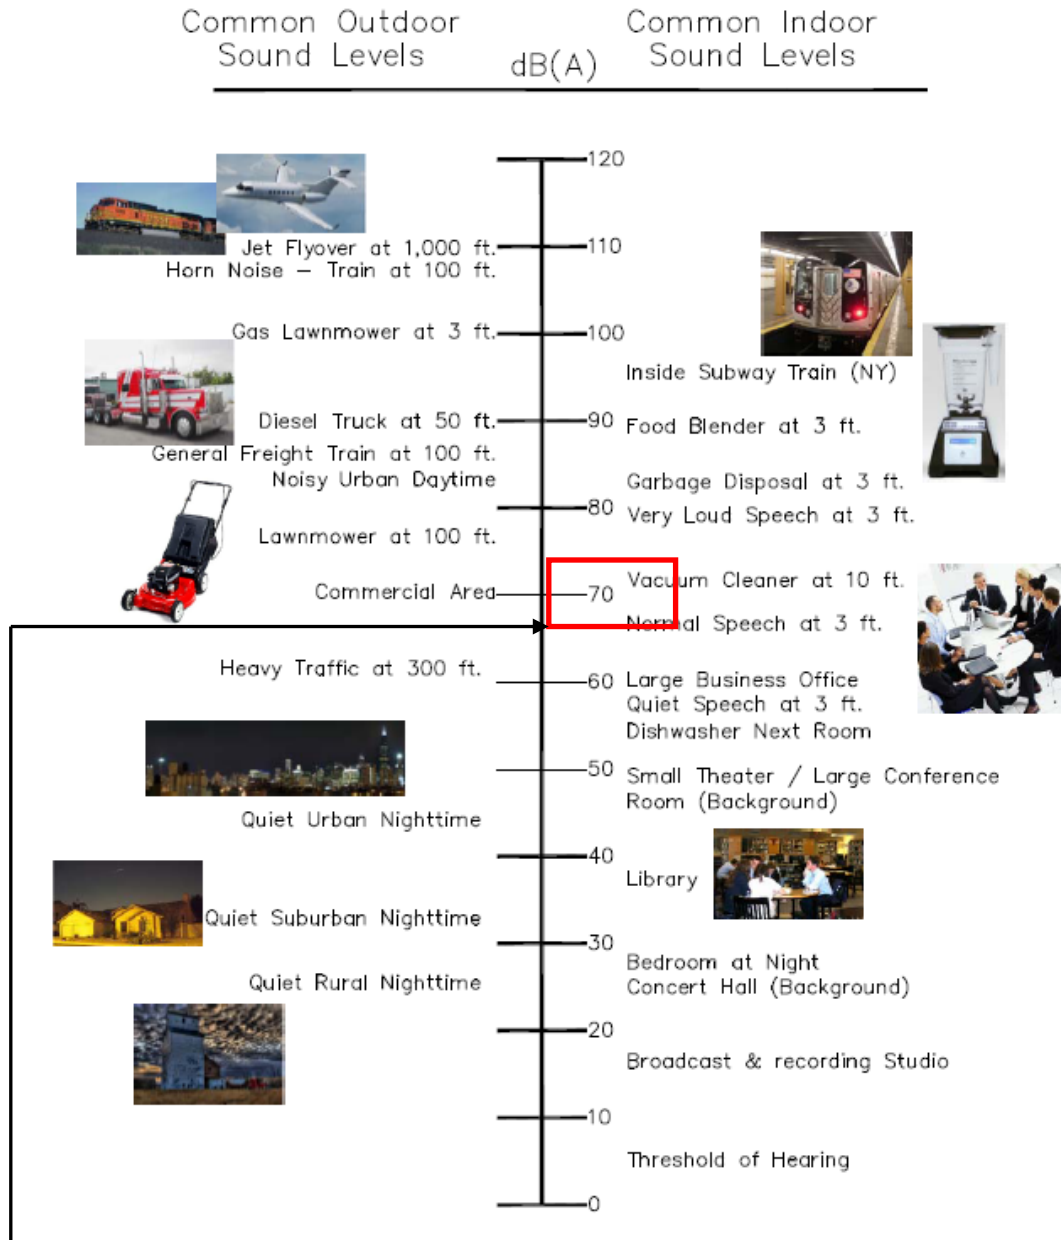 Common Outdoor
Sound Levels
dB(A)
Common Indoor
Sound Levels
120
Jet Flyover at 1,000 ft.
110
Horn Noise – Train at 100 ft.
Gas Lawnmower at 3 ft.
100
Inside Subway Train (NY)
Diesel Truck at 50 ft.
90
Food Blender at 3 ft.
General Freight Train at 100 ft.
Noisy Urban Daytime
Garbage Disposal at 3 ft.
80
Very Loud Speech at 3 ft.
Lawnmower at 100 ft.
Vacuum Cleaner at 10 ft.
Commercial Area
70
Normal Speech at 3 ft.
Heavy Traffic at 300 ft.
60
Large Business Office
Quiet Speech at 3 ft.
Dishwasher Next Room
50
Small Theater / Large Conference
Room (Background)
Quiet Urban Nighttime
40
Library
Quiet Suburban Nighttime
30
Bedroom at Night
Quiet Rural Nighttime
Concert Hall (Background)
20
Broadcast & recording Studio
10
Threshold of Hearing
0